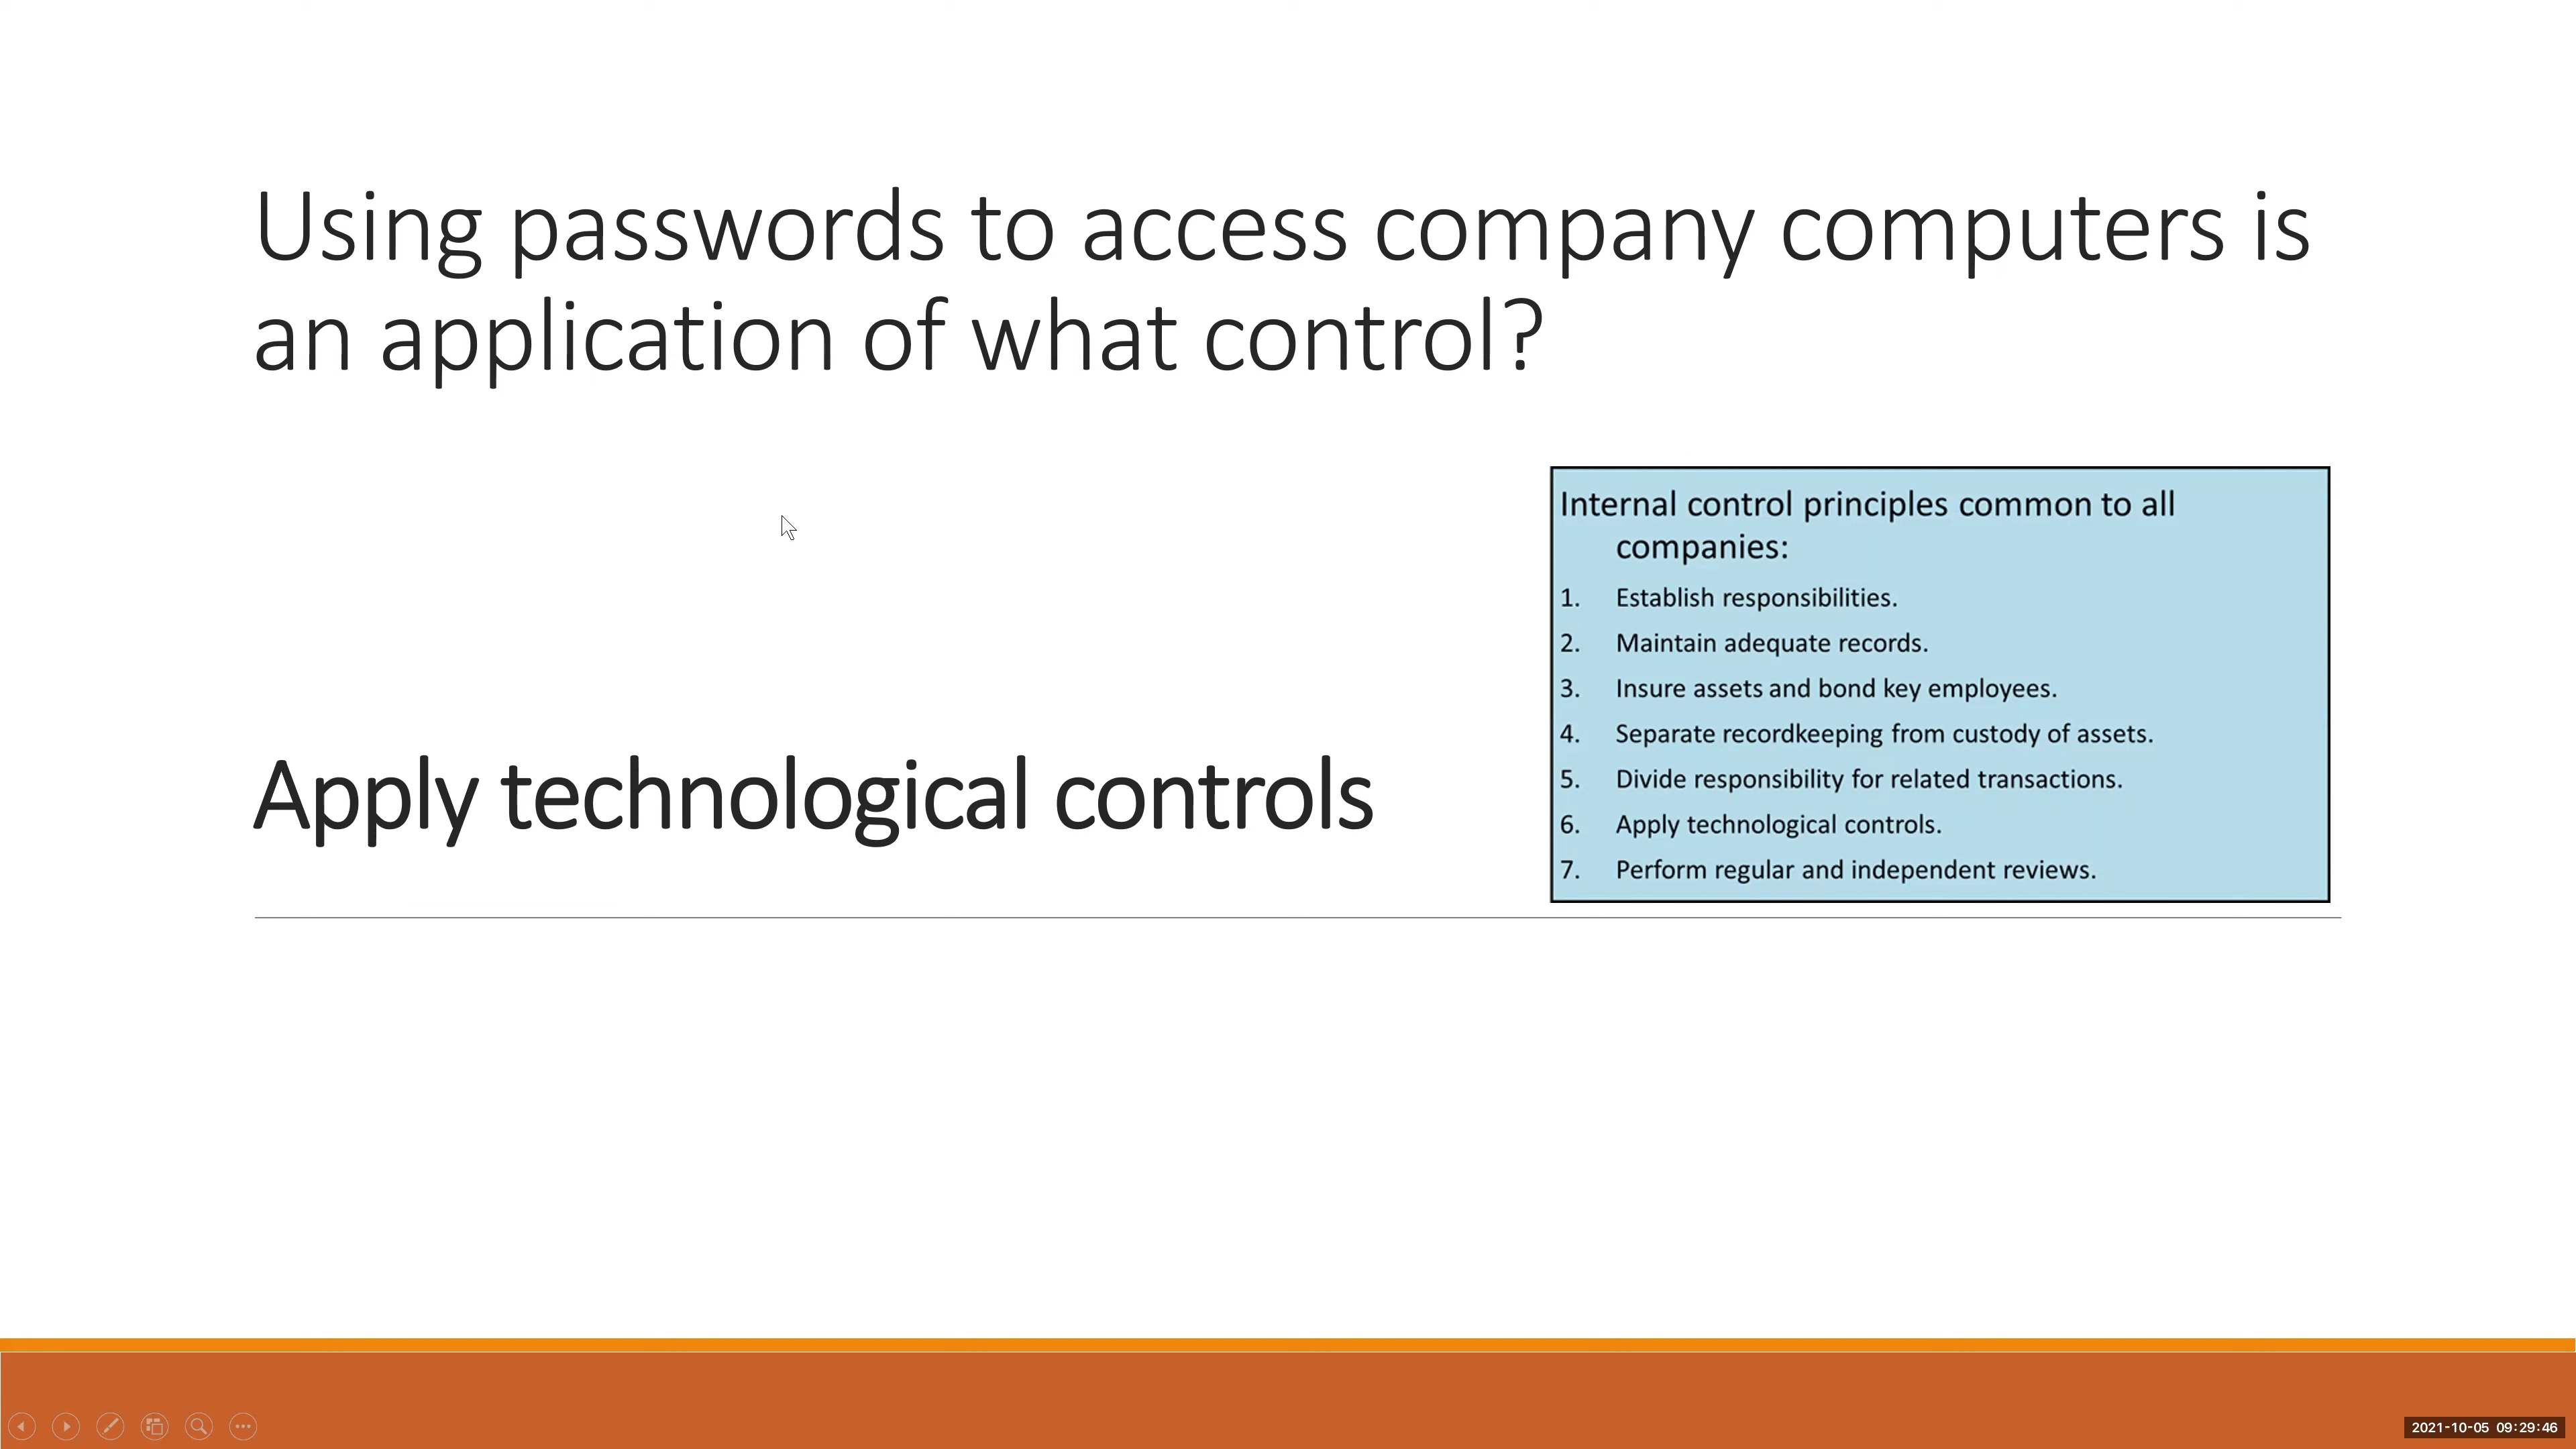 Using passwords to access company computers is
an application of what control?
Internal control principles common to all
companies:
1. Establish responsibilities.
2. Maintain adequate records.
3. Insure assets and bond key employees.
4. Separate recordkeeping from custody of assets.
5. Divide responsibility for related transactions.
6. Apply technological controls.
7. Perform regular and independent reviews.
Apply technological controls
2021-10-05 09:29:46